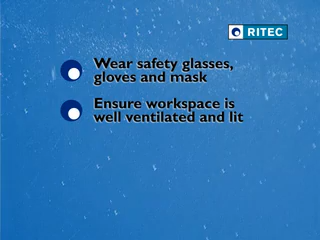 RITEC
Wear safety glasses,
gloves and mask
Ensure workspace is
well ventilated and lit